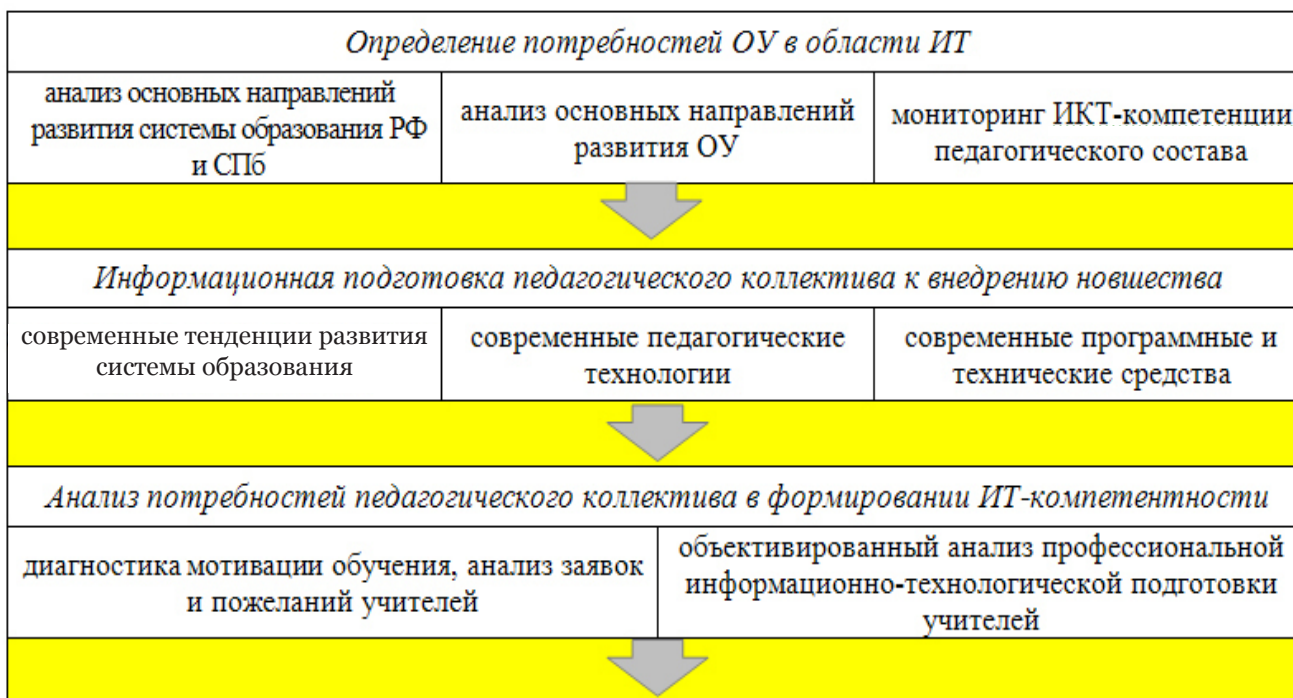 Определение потребностей ОУ в области ИТ
анализ основных направлений
развития системы образования РФ
и СПб
анализ основных направлений
развития ОУ
мониторинг ИКТ-компетенции
педагогического состава
Информационная подготовка педагогического коллектива к внедрению новшества
современные тенденции развития
системы образования
современные педагогические
технологии
современные программные и
технические средства
Анализ потребностей педагогического коллектива в формировании ИТ-компетентности
диагностика мотивации обучения, анализ заявок
и пожеланий учителей
объективированный анализ профессиональной
информационно-технологической подготовки
учителей